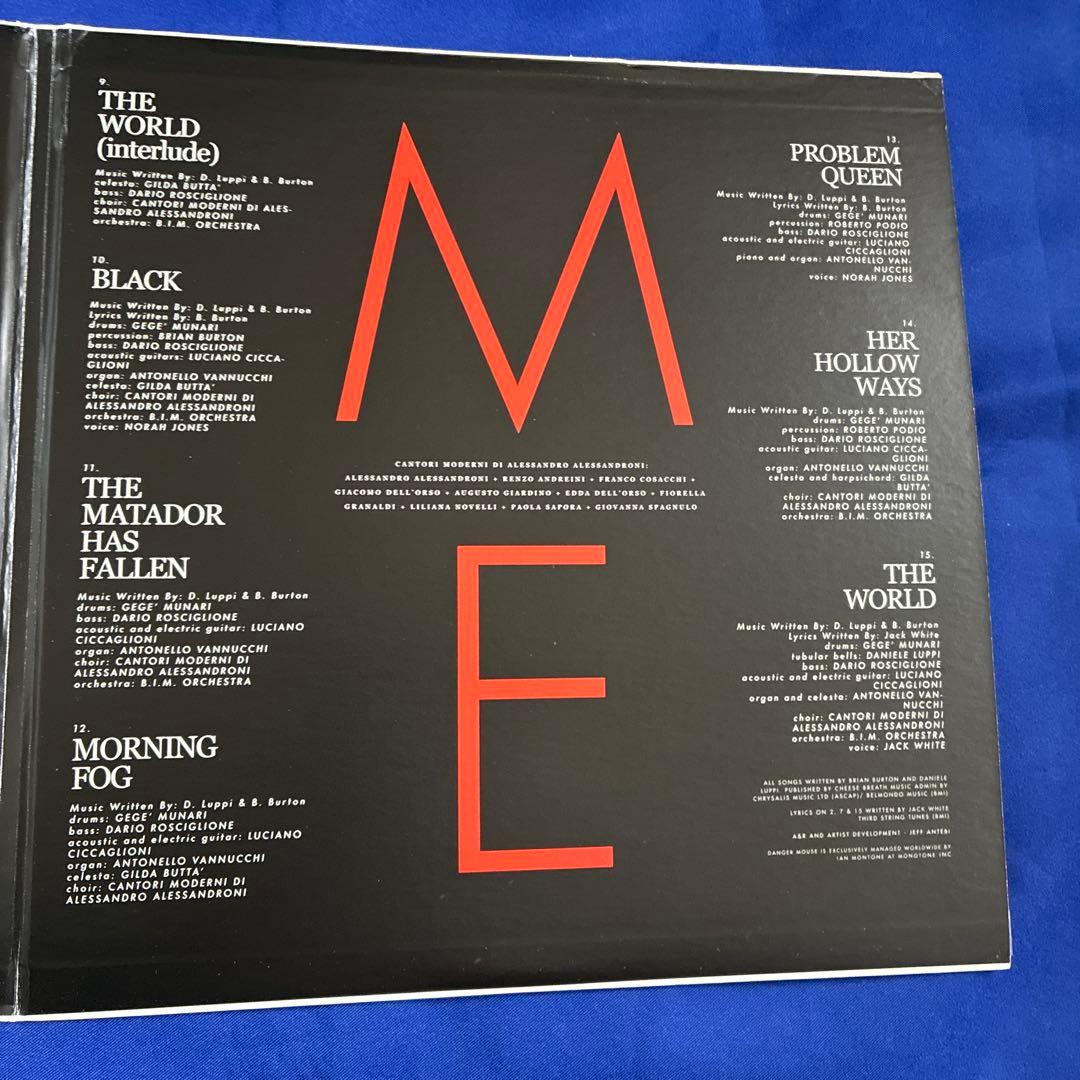 9.
THE
WORLD
(interlude)
Music Written By: D. Luppi & B. Burton
celesta: GILDA BUTTA'
bass: DARIO ROSCIGLIONE
choir: CANTORI MODERNI DI ALES-
SANDRO ALESSANDRONI
orchestra: B.I.M. ORCHESTRA
10.
BLACK
Music Written By: D. Luppi & B. Burton
Lyrics Written By: B. Burton
drums: GEGE' MUNARI
percussion: BRIAN BURTON
bass: DARIO ROSCIGLIONE
acoustic guitars: LUCIANO CICCA-
GLIONI
organ: ANTONELLO VANNUCCHI
celesta: GILDA BUTTA'
choir: CANTORI MODERNI DI
ALESSANDRO ALESSANDRONI
orchestra: B.I.M. ORCHESTRA
voice: NORAH JONES
11.
THE
MATADOR
HAS
FALLEN
Music Written By: D. Luppi & B. Burton
drums: GEGE' MUNARI
bass: DARIO ROSCIGLIONE
acoustic and electric guitar: LUCIANO
CICCAGLIONI
organ: ANTONELLO VANNUCCHI
choir: CANTORI MODERNI DI
ALESSANDRO ALESSANDRONI
orchestra: B.I.M. ORCHESTRA
12.
MORNING
FOG
Music Written By: D. Luppi & B. Burton
drums: GEGE' MUNARI
bass: DARIO ROSCIGLIONE
acoustic and electric guitar: LUCIANO
CICCAGLIONI
organ: ANTONELLO VANNUCCHI
celesta: GILDA BUTTA'
choir: CANTORI MODERNI DI
ALESSANDRO ALESSANDRONI
M
CANTORI MODERNI DI ALESSANDRO ALESSANDRONI:
ALESSANDRO ALESSANDRONI + RENZO ANDREINI + FRANCO COSACCHI +
GIACOMO DELL'ORSO + AUGUSTO GIARDINO + EDDA DELL'ORSO + FIORELLA
GRANALDI + LILIANA NOVELLI + PAOLA SAPORA + GIOVANNA SPAGNULO
E
13.
PROBLEM
QUEEN
Music Written By: D. Luppi & B. Burton
Lyrics Written By: B. Burton
drums: GEGE' MUNARI
percussion: ROBERTO PODIO
bass: DARIO ROSCIGLIONE
acoustic and electric guitar: LUCIANO
CICCAGLIONI
piano and organ: ANTONELLO VAN-
NUCCHI
voice: NORAH JONES
14.
HER
HOLLOW
WAYS
Music Written By: D. Luppi & B. Burton
drums: GEGE' MUNARI
percussion: ROBERTO PODIO
bass: DARIO ROSCIGLIONE
acoustic guitar: LUCIANO CICCA-
GLIONI
organ: ANTONELLO VANNUCCHI
celesta and harpsichord: GILDA
BUTTA'
choir: CANTORI MODERNI DI
ALESSANDRO ALESSANDRONI
orchestra: B.I.M. ORCHESTRA
15.
THE
WORLD
Music Written By: D. Luppi & B. Burton
Lyrics Written By: Jack White
drums: GEGE' MUNARI
tubular bells: DANIELE LUPPI
bass: DARIO ROSCIGLIONE
acoustic and electric guitar: LUCIANO
CICCAGLIONI
organ and celesta: ANTONELLO VAN-
NUCCHI
choir: CANTORI MODERNI DI
ALESSANDRO ALESSANDRONI
orchestra: B.I.M. ORCHESTRA
voice: JACK WHITE
ALL SONGS WRITTEN BY BRIAN BURTON AND DANIELE
LUPPI. PUBLISHED BY CHEESE BREATH MUSIC ADMIN BY
CHRYSALIS MUSIC LTD (ASCAP)/ BELMONDO MUSIC (BMI)
LYRICS ON 2, 7 & 15 WRITTEN BY JACK WHITE
THIRD STRING TUNES (BMI)
A&R AND ARTIST DEVELOPMENT - JEFF ANTEBI
DANGER MOUSE IS EXCLUSIVELY MANAGED WORLDWIDE BY
IAN MONTONE AT MONOTONE INC